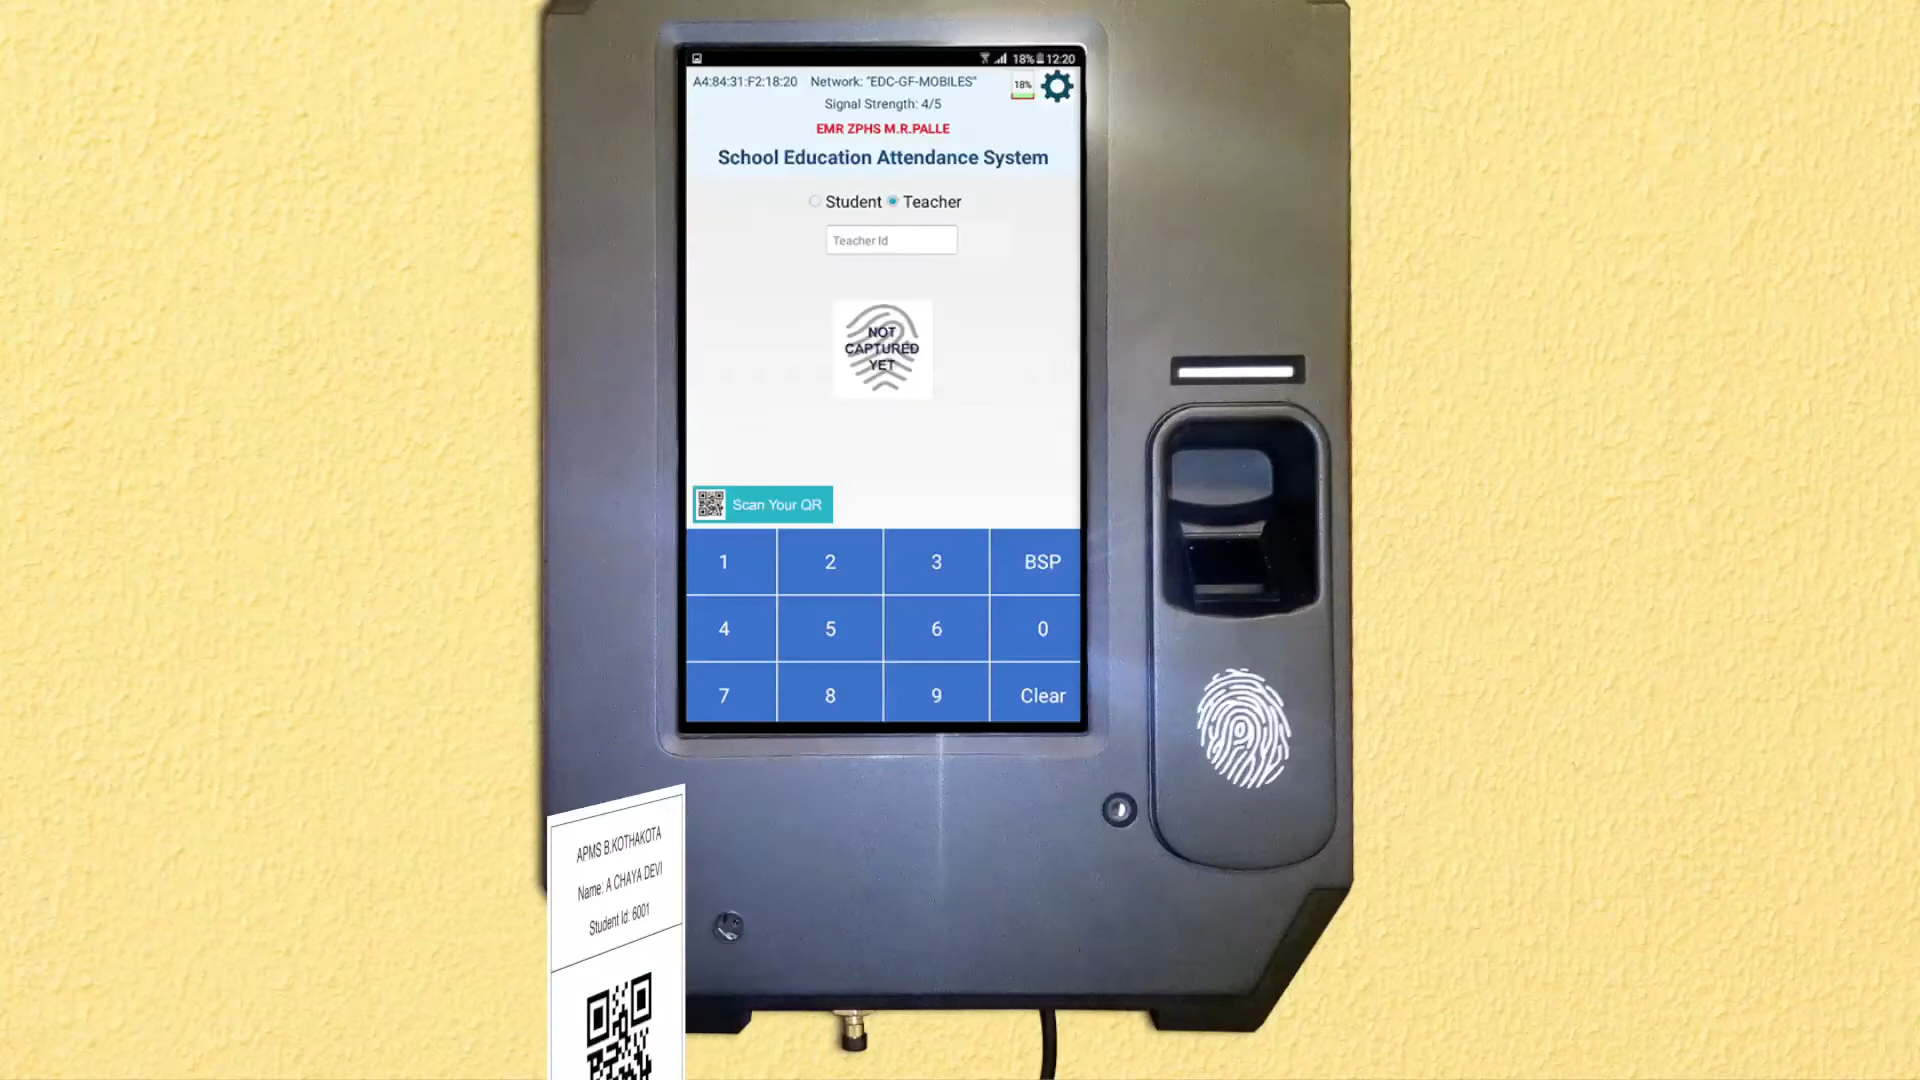 18% 12:20
A4:84:31:F2:18:20 Network: "EDC-GF-MOBILES"
18%
Signal Strength: 4/5
EMR ZPHS M.R.PALLE
School Education Attendance System
Student Teacher
Teacher Id
NOT
CAPTURED
YET
Scan Your QR
1 2 3 BSP
4 5 6 0
7 8 9 Clear
APMS B.KOTHAKOTA
Name: A CHAYA DEVI
Student Id: 6001